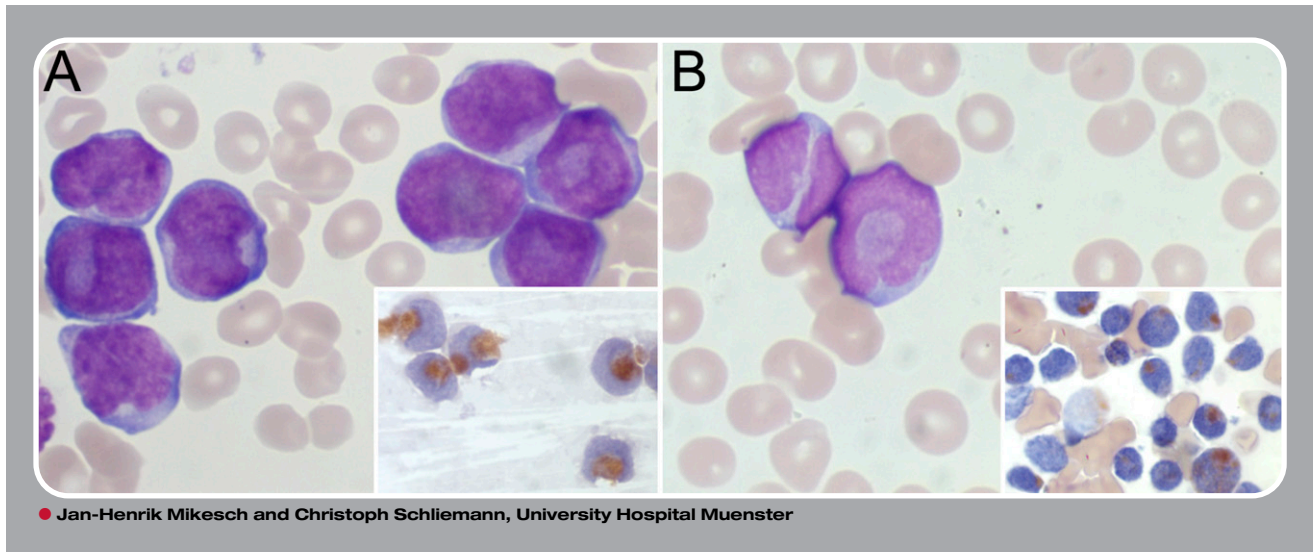 A
B
Jan-Henrik Mikesch and Christoph Schliemann, University Hospital Muenster